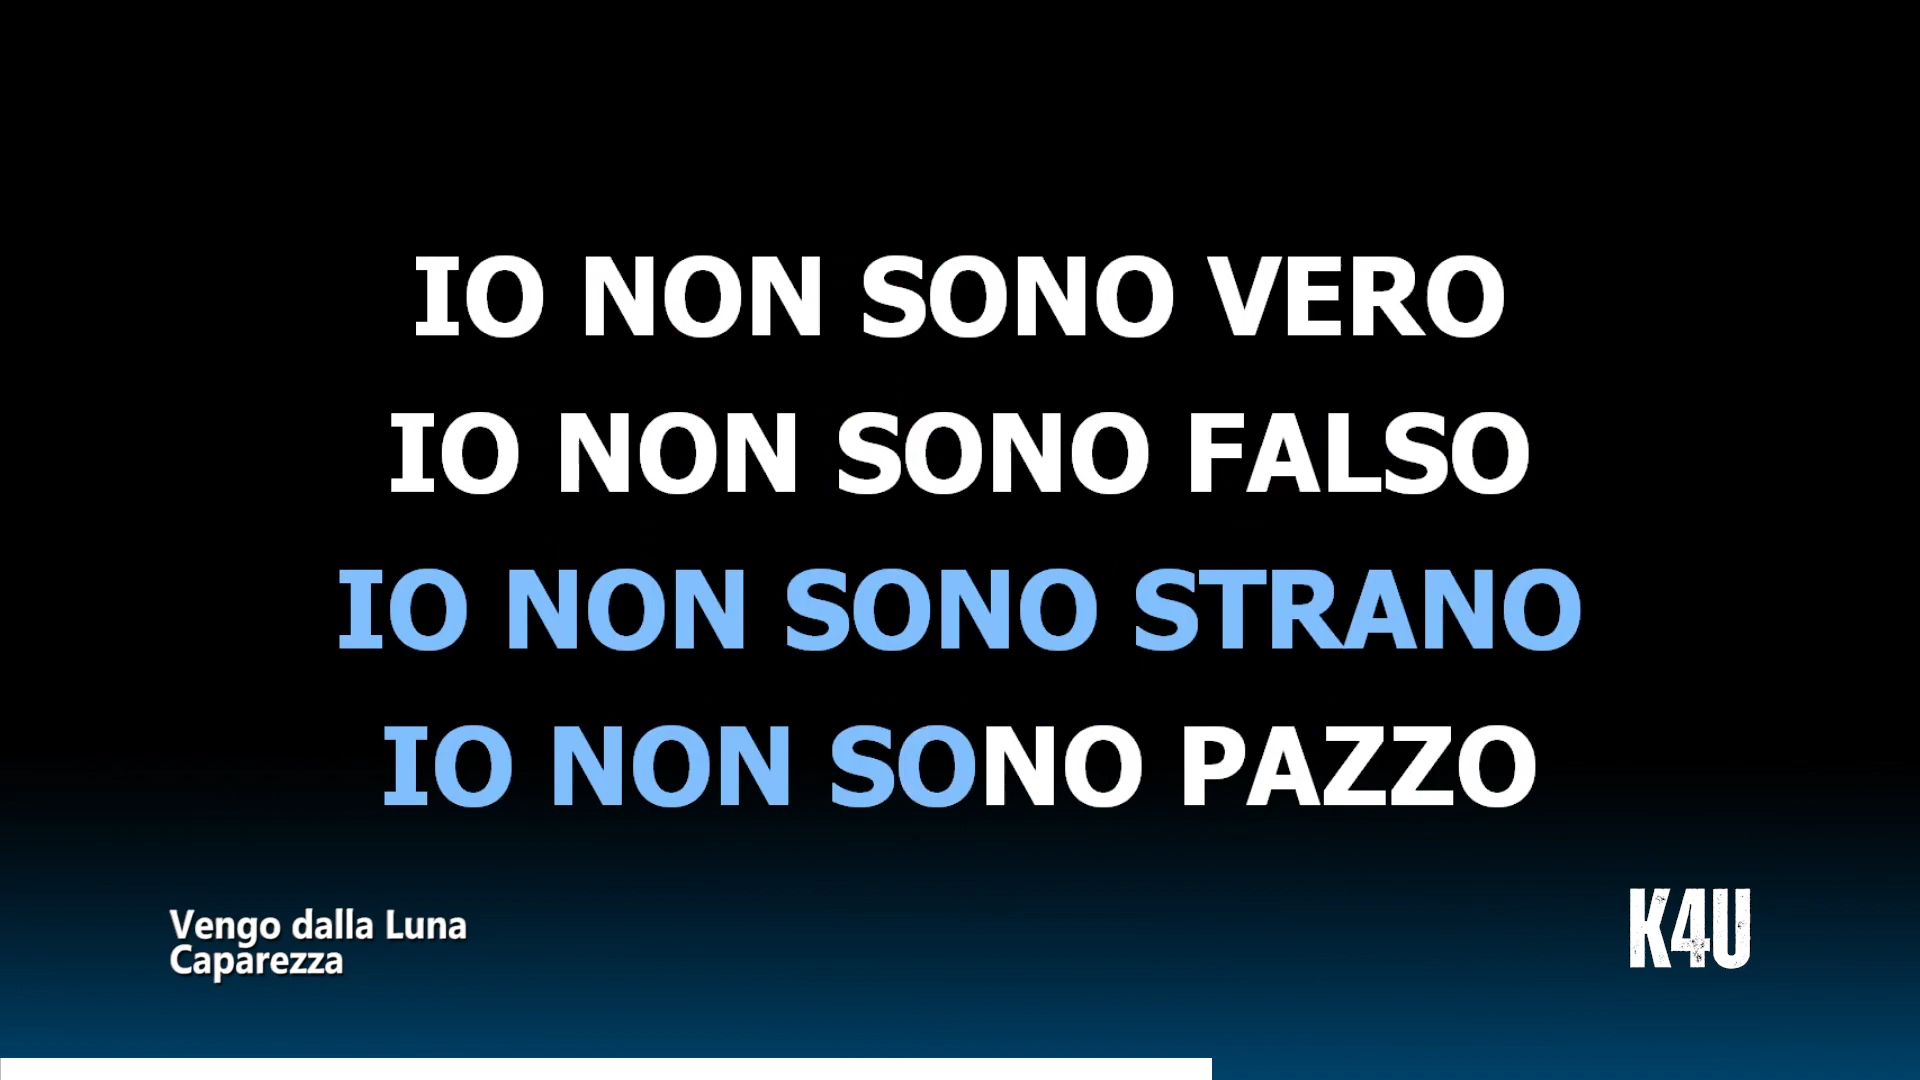 IO NON SONO VERO
IO NON SONO FALSO
IO NON SONO STRANO
IO NON SONO PAZZO
Vengo dalla Luna
Caparezza
K4U